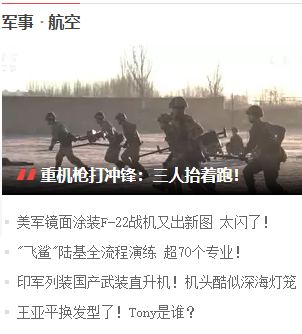 军事·航空
重机枪打冲锋：三人抬着跑！
美军镜面涂装F-22战机又出新图 太闪了！
"飞鲨"陆基全流程演练 超70个专业！
印军列装国产武装直升机！机头酷似深海灯笼
王亚平换发型了！Tony是谁？